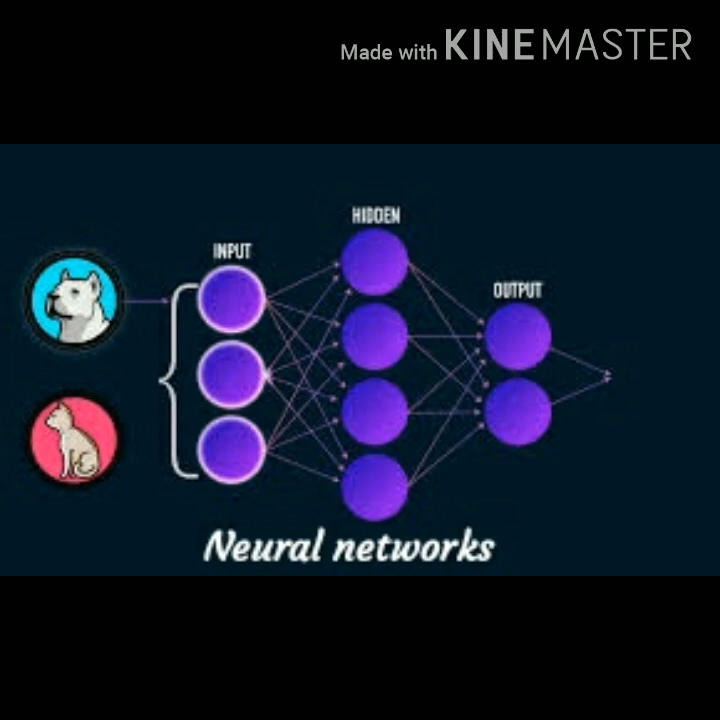 Made with KINEMASTER
HIDDEN
INPUT
OUTPUT
Neural networks